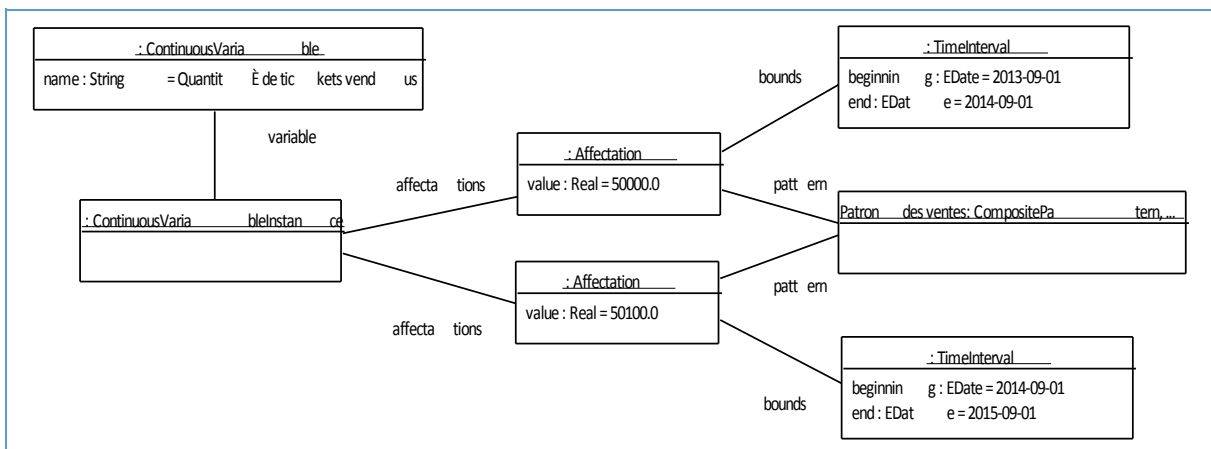 : ContinuousVaria ble
name : String = Quantit È de tic kets vend us
variable
: ContinuousVaria bleInstan ce
affecta tions
affecta tions
: Affectation
value : Real = 50000.0
: Affectation
value : Real = 50100.0
bounds
patt ern
patt ern
bounds
: TimeInterval
beginnin g : EDate = 2013-09-01
end : EDat e = 2014-09-01
Patron des ventes: CompositePa tern, ...
: TimeInterval
beginnin g : EDate = 2014-09-01
end : EDat e = 2015-09-01